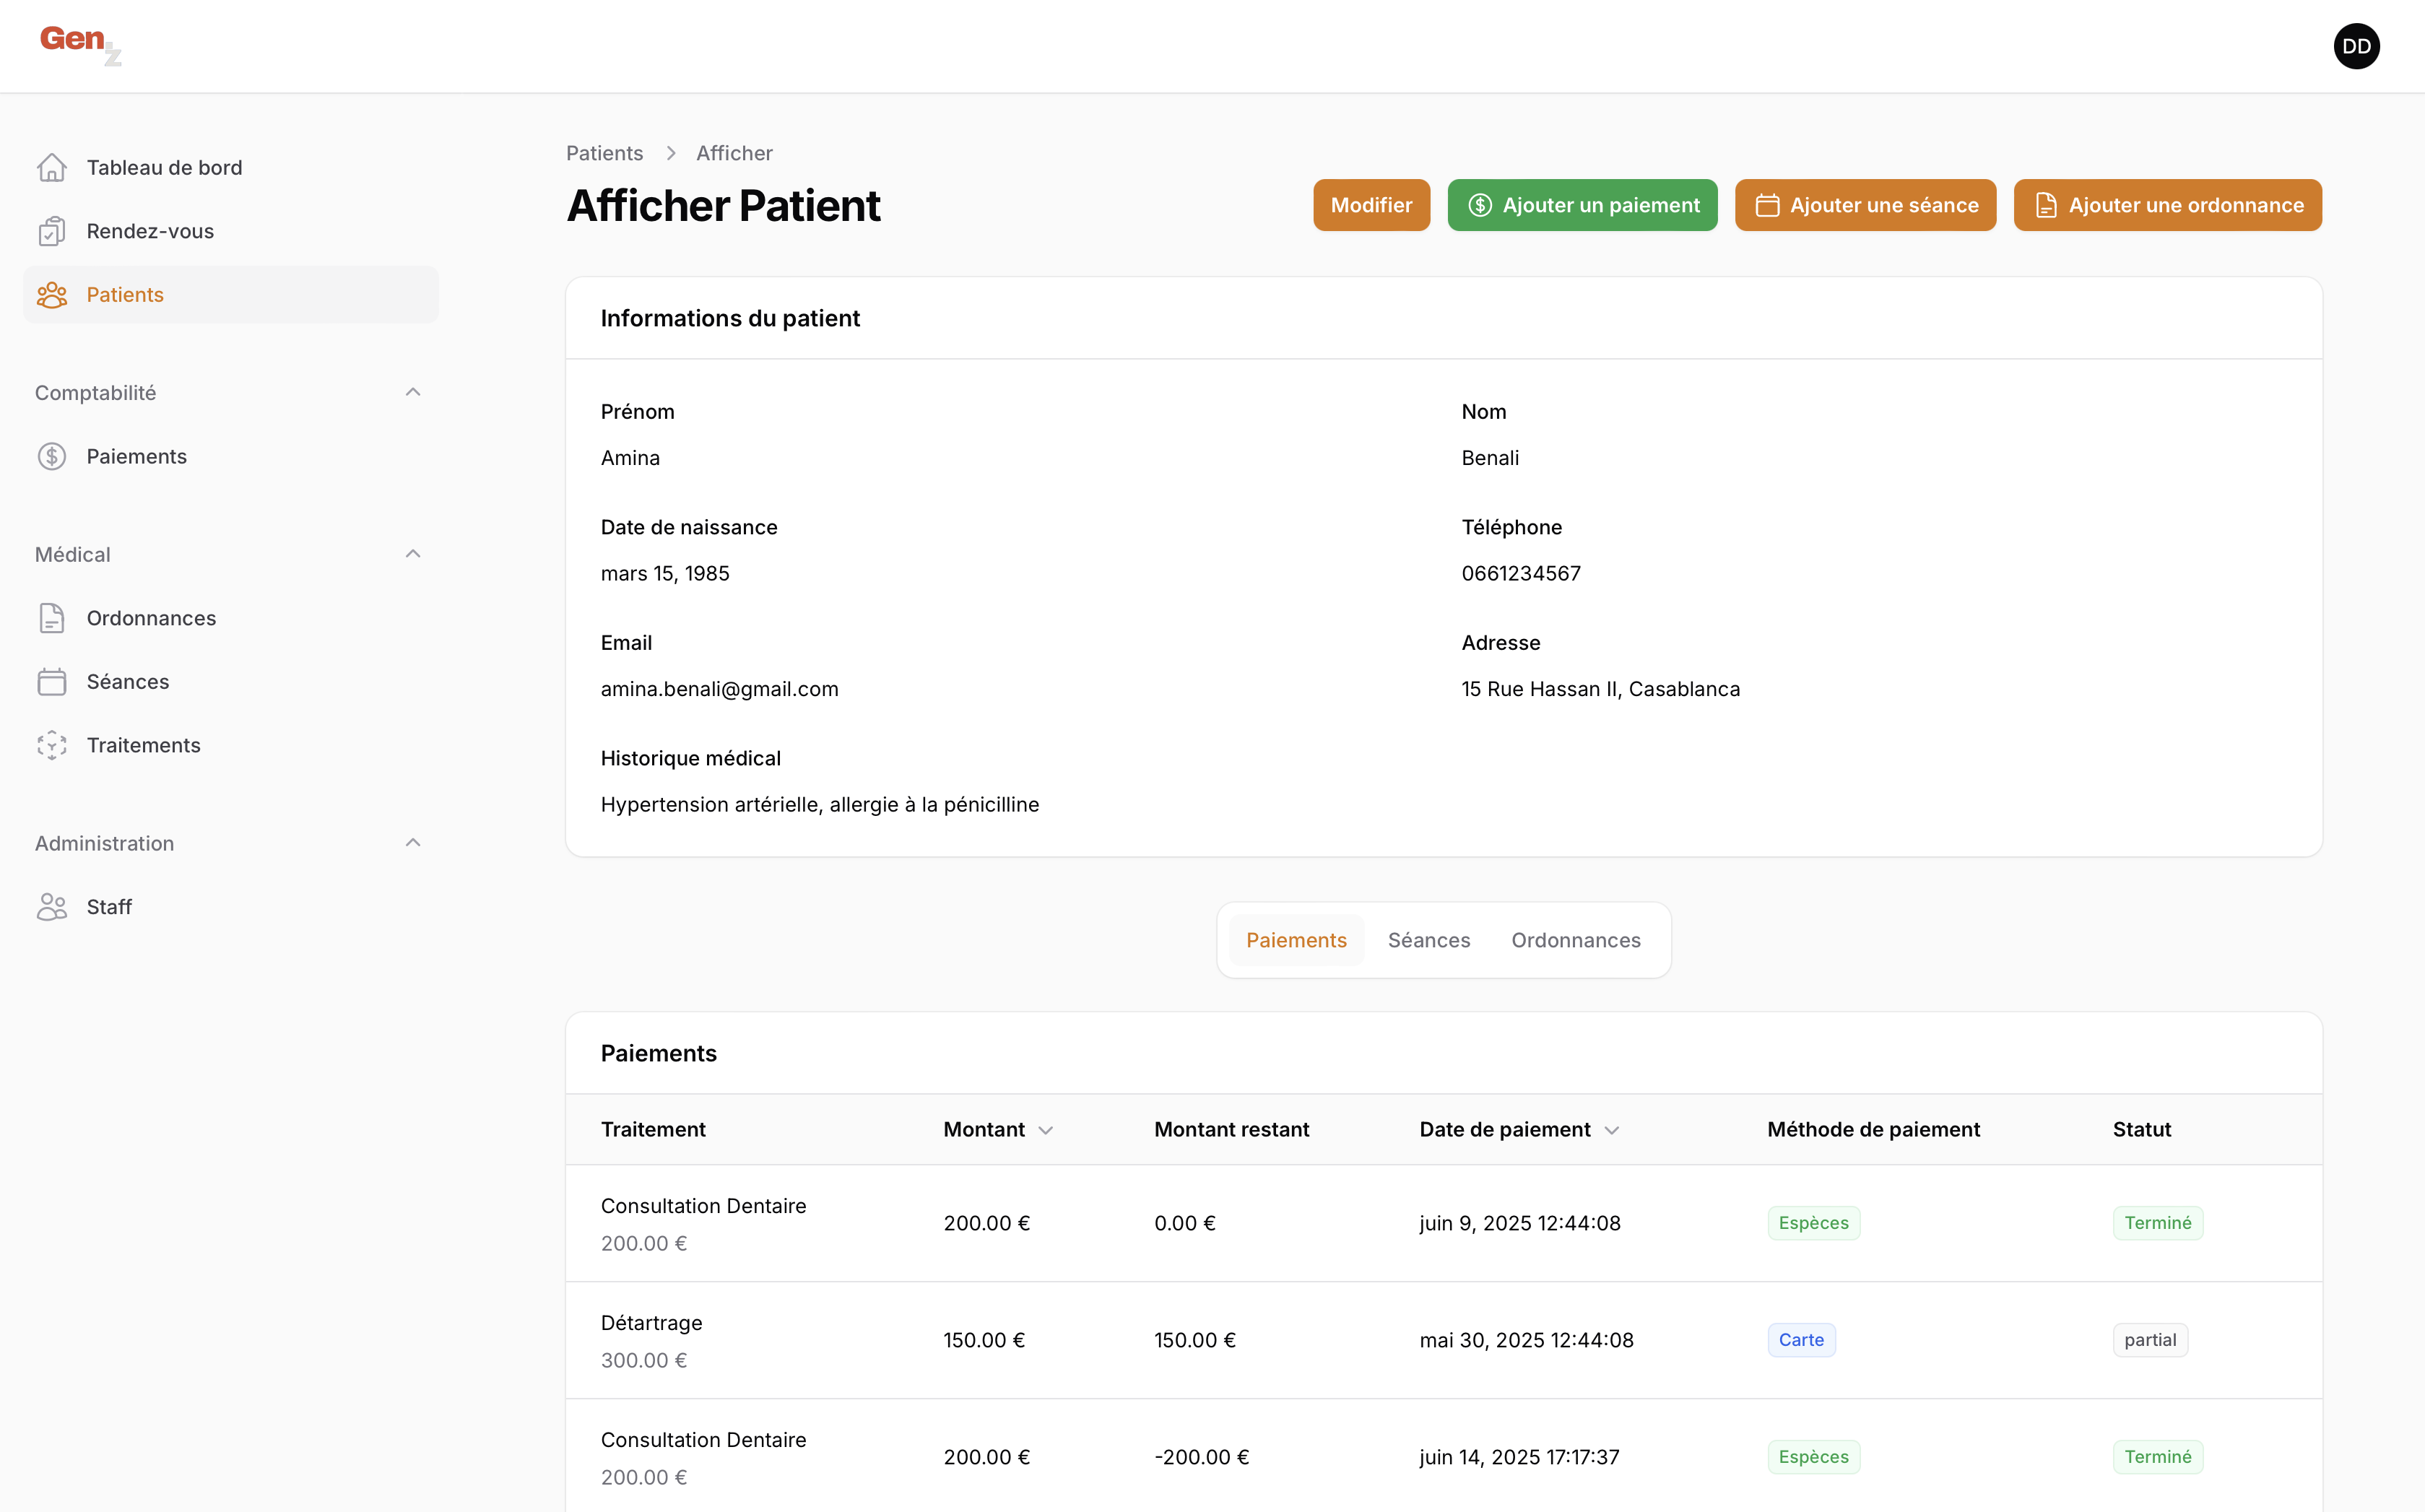 Gen z
DD
Tableau de bord
Rendez-vous
Patients
Comptabilité
Paiements
Médical
Ordonnances
Séances
Traitements
Administration
Staff
Patients > Afficher
Afficher Patient
Modifier
Ajouter un paiement
Ajouter une séance
Ajouter une ordonnance
Informations du patient
Prénom
Amina
Nom
Benali
Date de naissance
mars 15, 1985
Téléphone
0661234567
Email
amina.benali@gmail.com
Adresse
15 Rue Hassan II, Casablanca
Historique médical
Hypertension artérielle, allergie à la pénicilline
Paiements Séances Ordonnances
Paiements
Traitement Montant Montant restant Date de paiement Méthode de paiement Statut
Consultation Dentaire
200.00 €
200.00 € 0.00 € juin 9, 2025 12:44:08 Espèces Terminé
Détartrage
300.00 €
150.00 € 150.00 € mai 30, 2025 12:44:08 Carte partial
Consultation Dentaire
200.00 €
200.00 € -200.00 € juin 14, 2025 17:17:37 Espèces Terminé